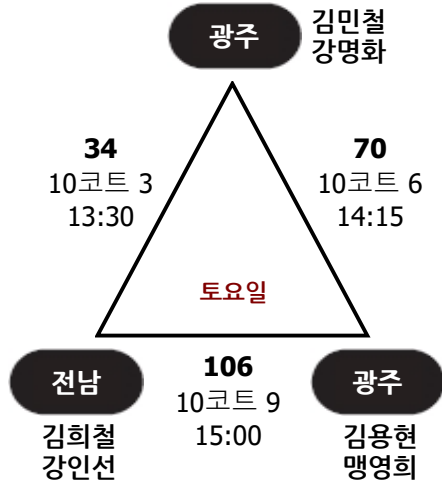 광주
김민철
강명화
34
10코트 3
13:30
70
10코트 6
14:15
토요일
전남
김희철
강인선
106
10코트 9
15:00
광주
김용현
맹영희